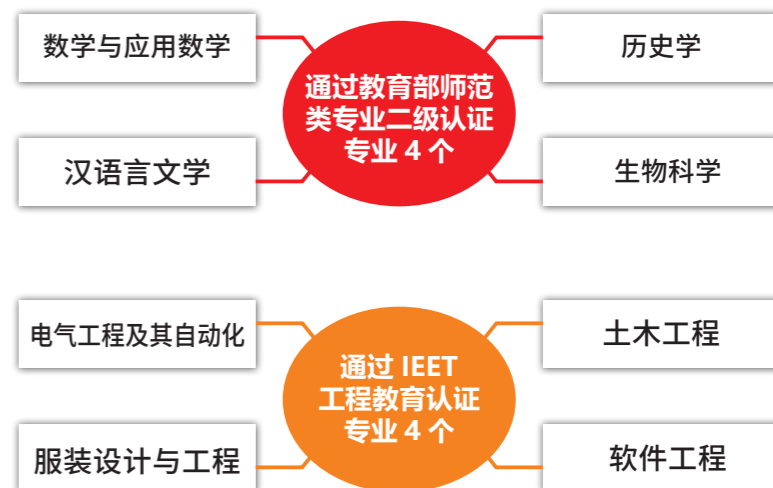 数学与应用数学
通过教育部师范
类专业二级认证
专业 4 个
历史学
汉语言文学
生物科学
电气工程及其自动化
通过 IEET
工程教育认证
专业 4 个
土木工程
服装设计与工程
软件工程